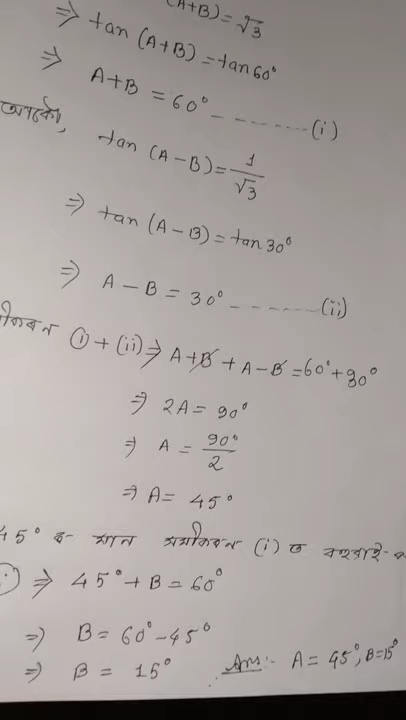 (A+B) = √3
⇒ tan (A+B) = tan 60°
⇒ A+B = 60° -------- (i)
আকৌ, tan (A-B) = 1/√3
⇒ tan (A-B) = tan 30°
⇒ A - B = 30° -------- (ii)
(i) + (ii) ⇒ A+B + A-B = 60° + 30°
⇒ 2A = 90°
⇒ A = 90°/2
⇒ A = 45°
45° ৰ মান সমীকৰণ (i) ত
⇒ 45° + B = 60°
⇒ B = 60° - 45°
⇒ B = 15° Ans:- A = 45°, B = 15°